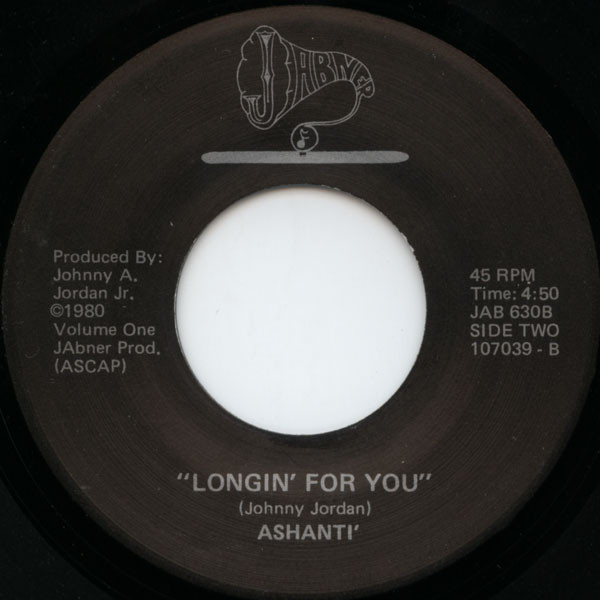 JABNER
Produced By:
Johnny A.
Jordan Jr.
©1980
Volume One
JAbner Prod.
(ASCAP)
45 RPM
Time: 4:50
JAB 630B
SIDE TWO
107039 - B
"LONGIN' FOR YOU"
(Johnny Jordan)
ASHANTI'